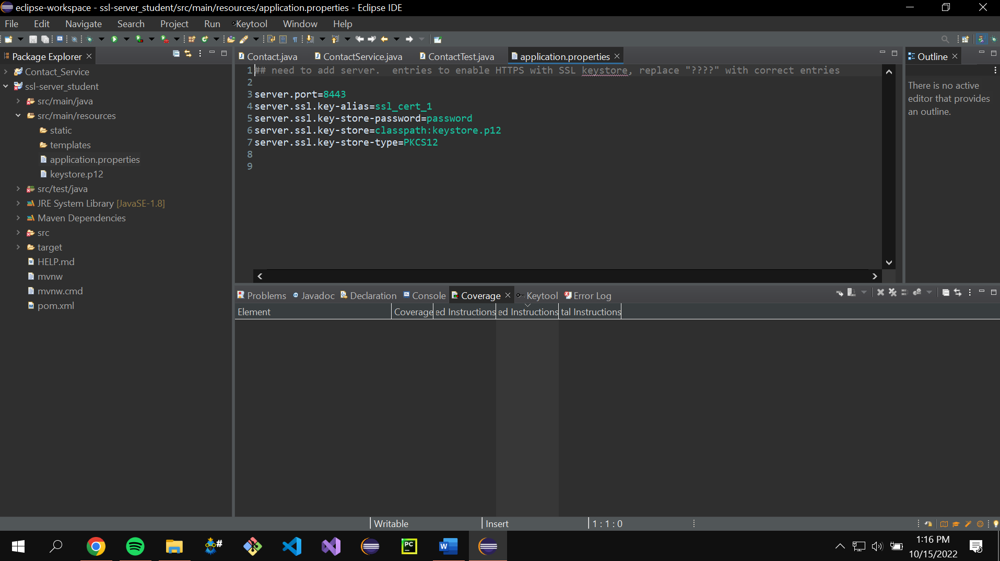 eclipse-workspace - ssl-server_student/src/main/resources/application.properties - Eclipse IDE
File Edit Navigate Search Project Run Keytool Window Help
Package Explorer
Contact.java ContactService.java ContactTest.java application.properties
Outline
Contact_Service
ssl-server_student
src/main/java
src/main/resources
static
templates
application.properties
keystore.p12
src/test/java
JRE System Library [JavaSE-1.8]
Maven Dependencies
src
target
HELP.md
mvnw
mvnw.cmd
pom.xml
1 ## need to add server.  entries to enable HTTPS with SSL keystore, replace "????" with correct entries
2
3 server.port=8443
4 server.ssl.key-alias=ssl_cert_1
5 server.ssl.key-store-password=password
6 server.ssl.key-store=classpath:keystore.p12
7 server.ssl.key-store-type=PKCS12
8
9
There is no active
editor that provides
an outline.
Problems Javadoc Declaration Console Coverage Keytool Error Log
Element Coverage ed Instructions ed Instructions tal Instructions
Writable Insert 1 : 1 : 0
PC
W
1:16 PM
10/15/2022